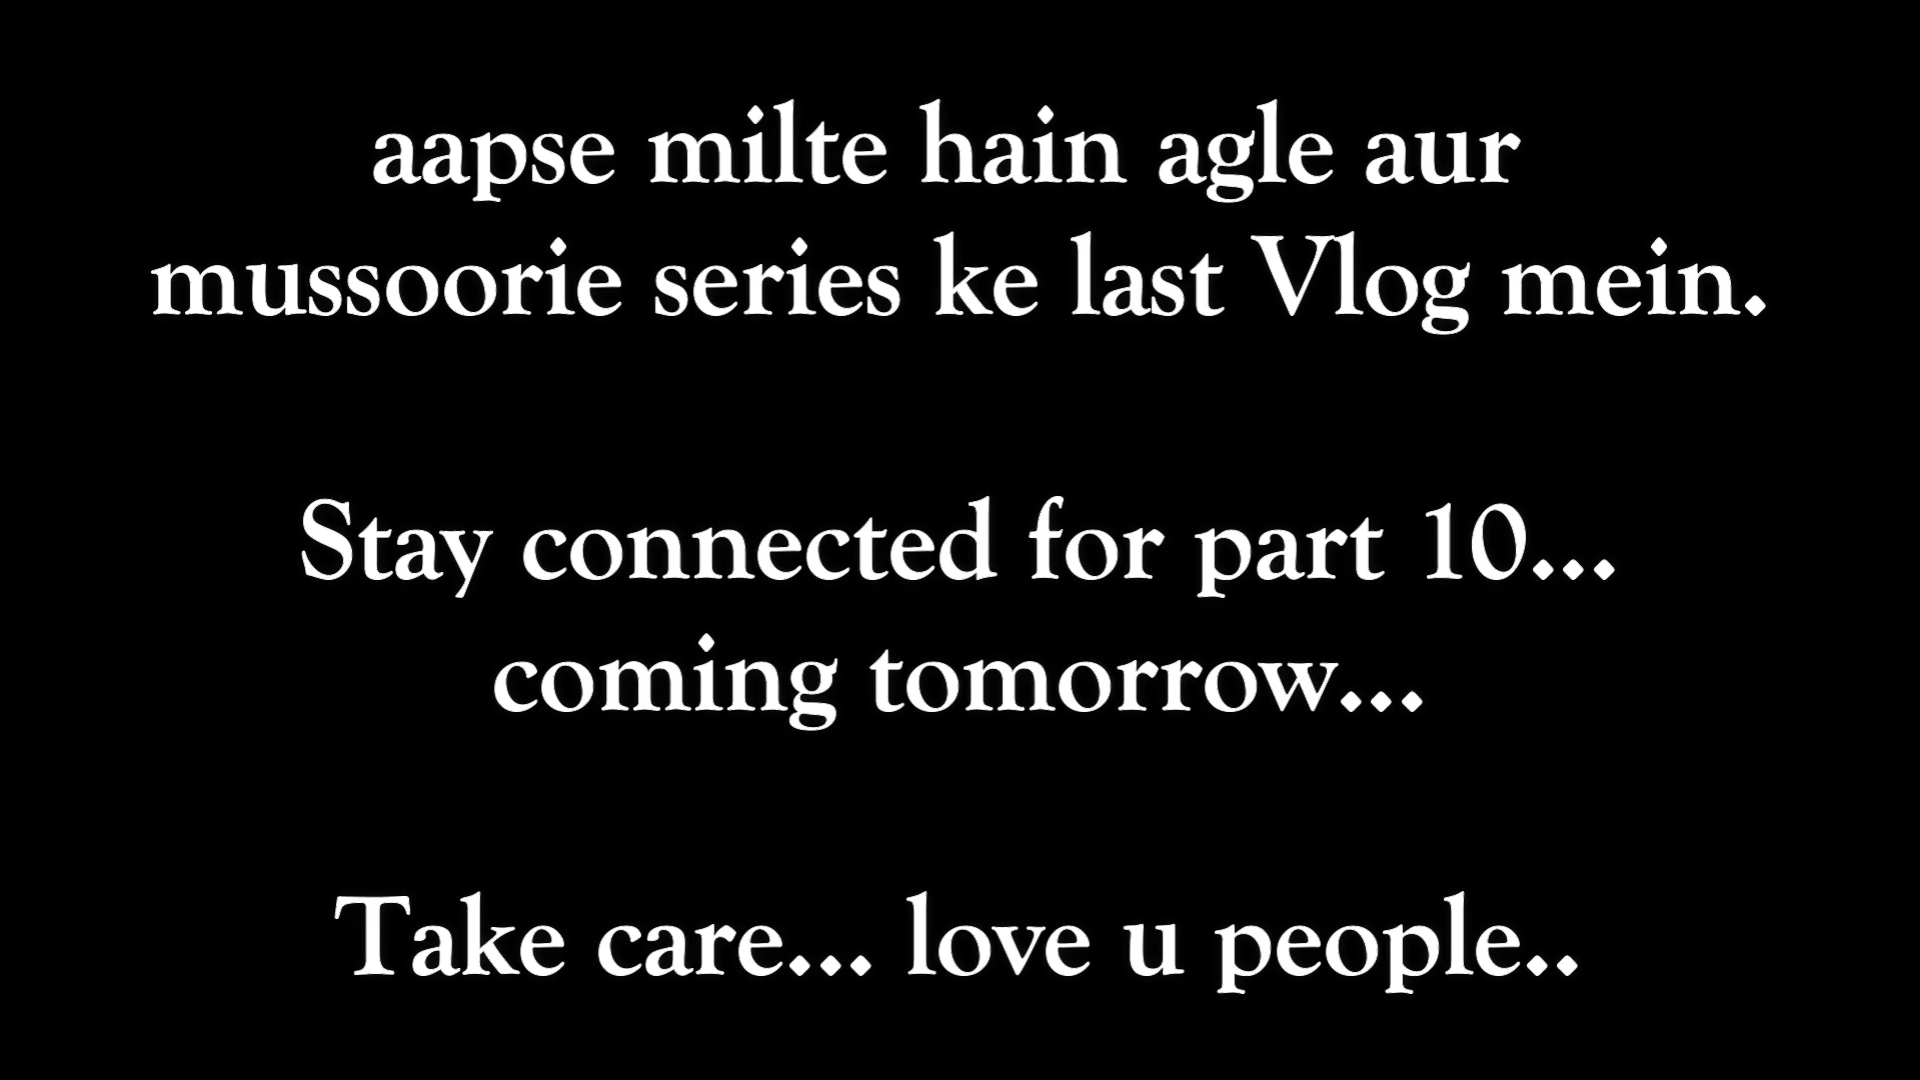 aapse milte hain agle aur
mussoorie series ke last Vlog mein.
Stay connected for part 10...
coming tomorrow...
Take care... love u people..